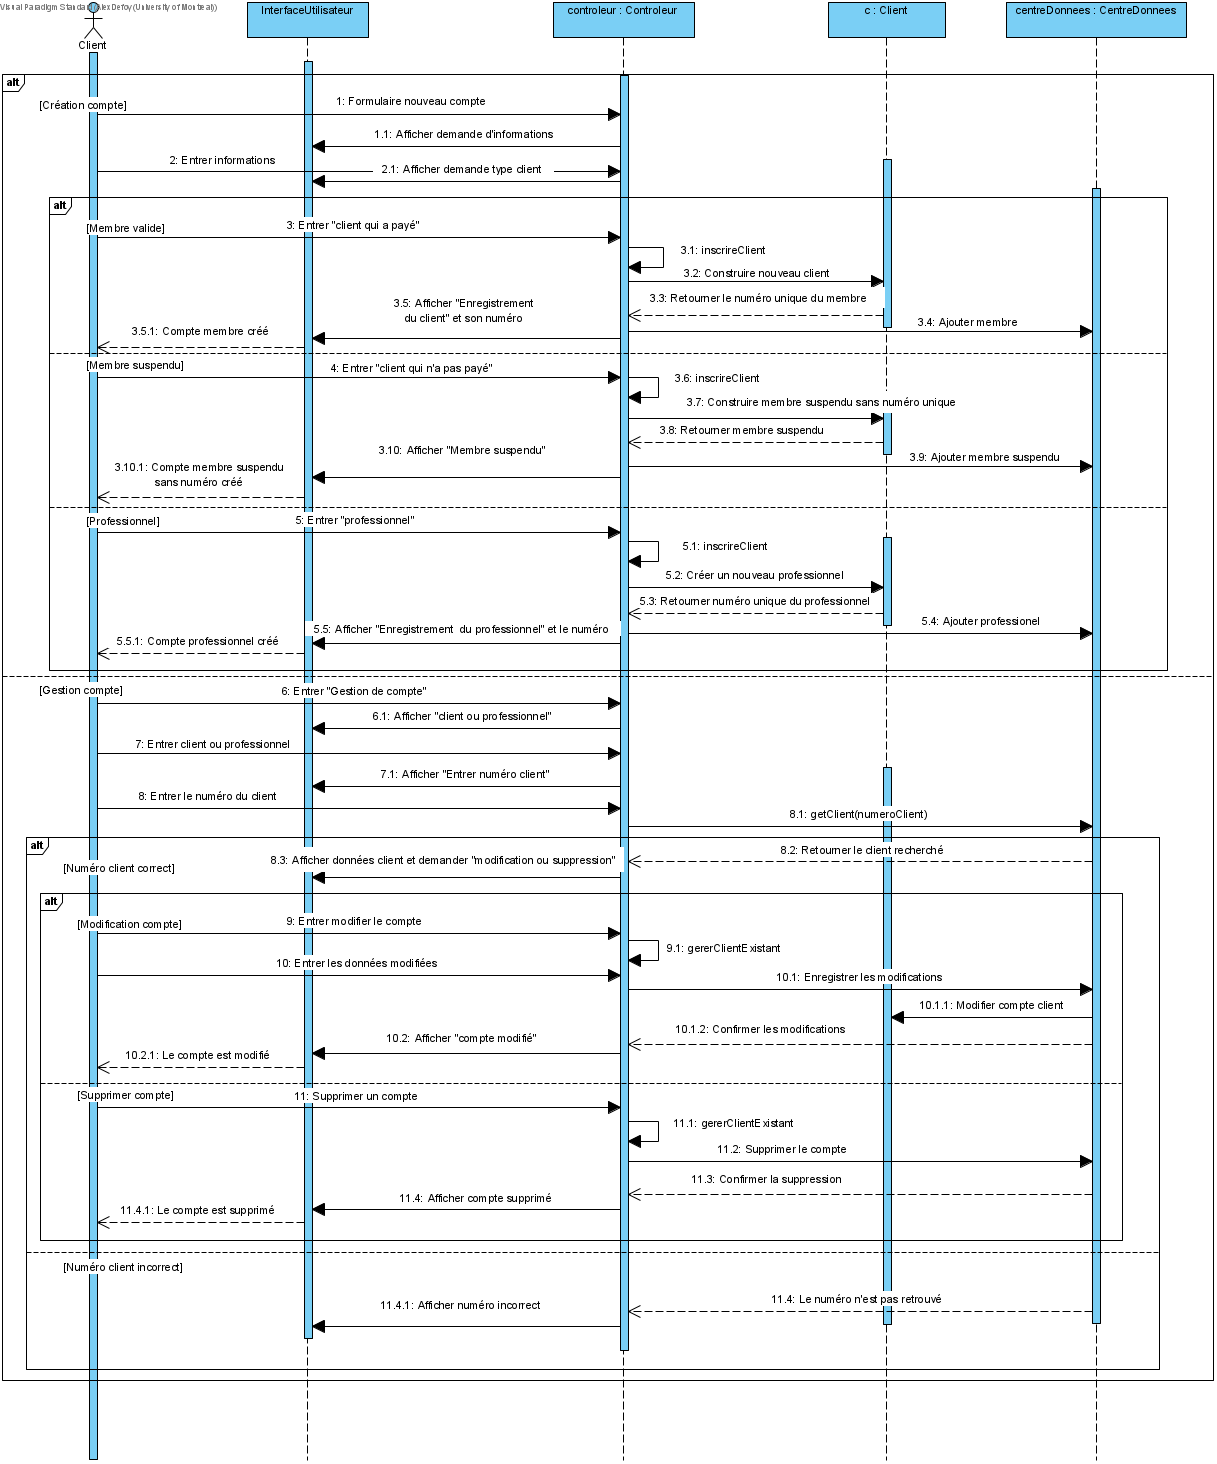 Visual Paradigm Standard (Alex Defoy (University of Montreal))
InterfaceUtilisateur
controleur : Controleur
c : Client
centreDonnees : CentreDonnees
Client
alt
[Création compte]
1: Formulaire nouveau compte
1.1: Afficher demande d'informations
2: Entrer informations
2.1: Afficher demande type client
alt
[Membre valide]
3: Entrer "client qui a payé"
3.1: inscrireClient
3.2: Construire nouveau client
3.3: Retourner le numéro unique du membre
3.5: Afficher "Enregistrement
du client" et son numéro
3.4: Ajouter membre
3.5.1: Compte membre créé
[Membre suspendu]
4: Entrer "client qui n'a pas payé"
3.6: inscrireClient
3.7: Construire membre suspendu sans numéro unique
3.8: Retourner membre suspendu
3.10: Afficher "Membre suspendu"
3.9: Ajouter membre suspendu
3.10.1: Compte membre suspendu
sans numéro créé
[Professionnel]
5: Entrer "professionnel"
5.1: inscrireClient
5.2: Créer un nouveau professionnel
5.3: Retourner numéro unique du professionnel
5.4: Ajouter professionel
5.5: Afficher "Enregistrement  du professionnel" et le numéro
5.5.1: Compte professionnel créé
[Gestion compte]
6: Entrer "Gestion de compte"
6.1: Afficher "client ou professionnel"
7: Entrer client ou professionnel
7.1: Afficher "Entrer numéro client"
8: Entrer le numéro du client
8.1: getClient(numeroClient)
alt
8.2: Retourner le client recherché
8.3: Afficher données client et demander "modification ou suppression"
[Numéro client correct]
alt
[Modification compte]
9: Entrer modifier le compte
9.1: gererClientExistant
10: Entrer les données modifiées
10.1: Enregistrer les modifications
10.1.1: Modifier compte client
10.1.2: Confirmer les modifications
10.2: Afficher "compte modifié"
10.2.1: Le compte est modifié
[Supprimer compte]
11: Supprimer un compte
11.1: gererClientExistant
11.2: Supprimer le compte
11.3: Confirmer la suppression
11.4: Afficher compte supprimé
11.4.1: Le compte est supprimé
[Numéro client incorrect]
11.4: Le numéro n'est pas retrouvé
11.4.1: Afficher numéro incorrect